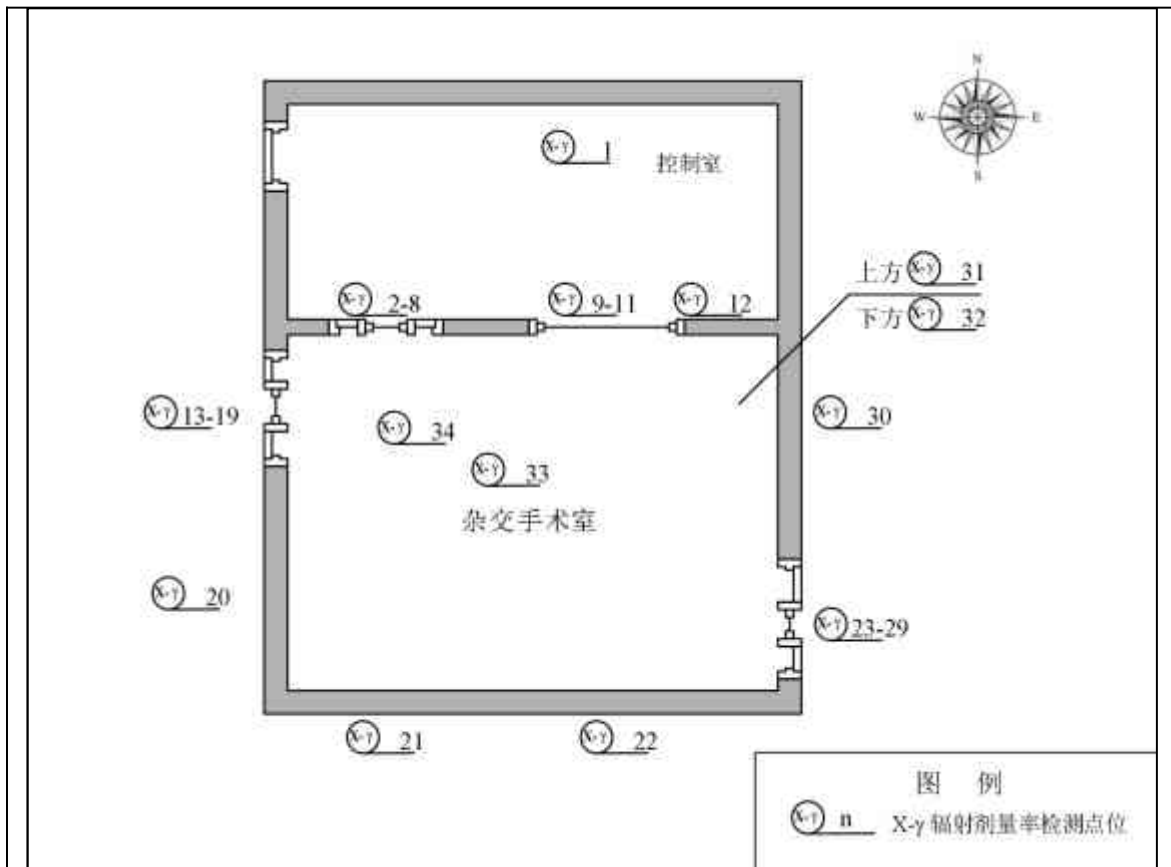 N
W E
S
X-γ 1
控制室
上方 X-γ 31
下方 X-γ 32
X-γ 2-8
X-γ 9-11
X-γ 12
X-γ 13-19
X-γ 34
X-γ 30
X-γ 33
杂交手术室
X-γ 20
X-γ 23-29
X-γ 21
X-γ 22
图 例
X-γ n X-γ 辐射剂量率检测点位